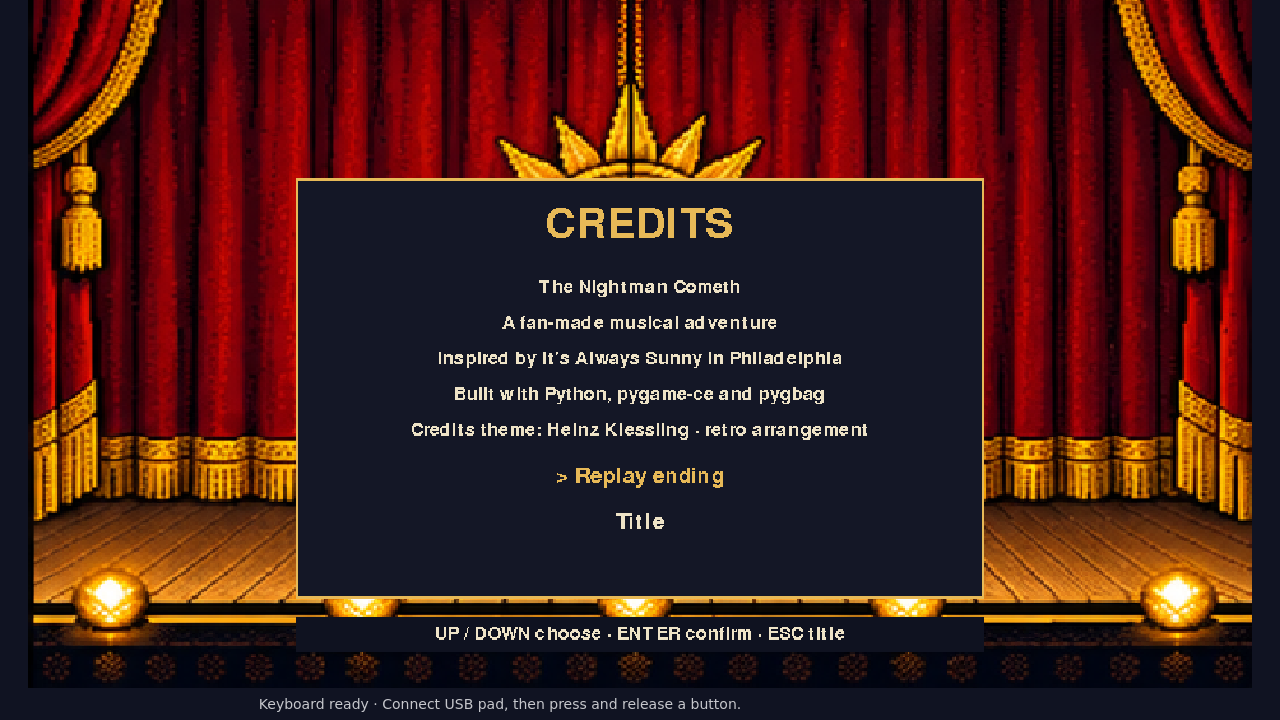 CREDITS
The Nightman Cometh
A fan-made musical adventure
Inspired by It's Always Sunny in Philadelphia
Built with Python, pygame-ce and pygbag
Credits theme: Heinz Kiessling · retro arrangement
> Replay ending
Title
UP / DOWN choose · ENTER confirm · ESC title
Keyboard ready · Connect USB pad, then press and release a button.